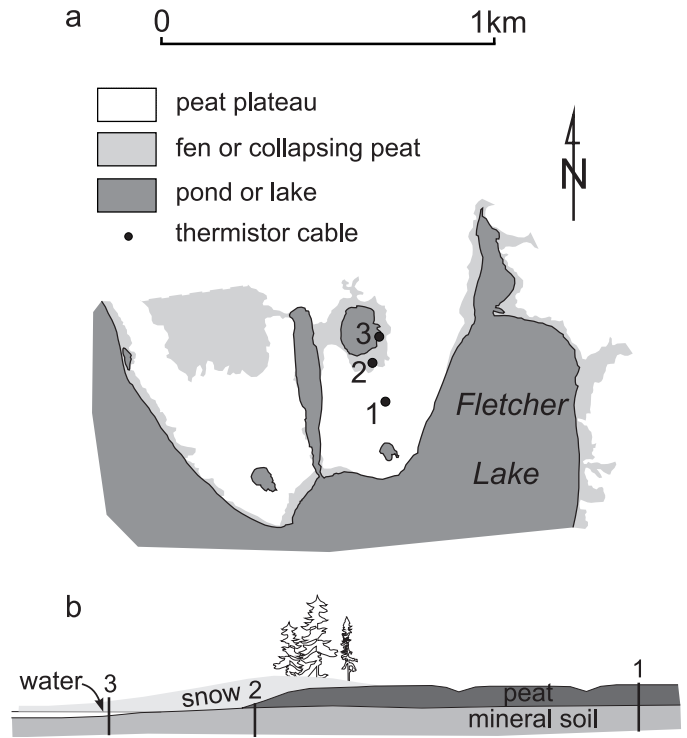 a
0 1km
peat plateau
fen or collapsing peat
pond or lake
thermistor cable
N
3
2
1
Fletcher
Lake
b
water 3 snow 2 peat 1
mineral soil